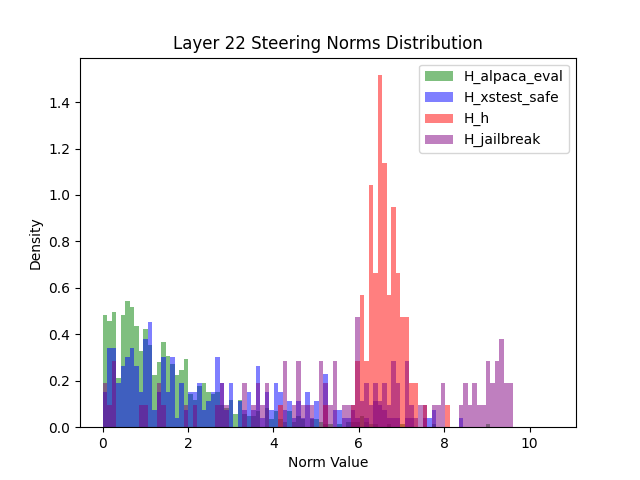 Layer 22 Steering Norms Distribution
H_alpaca_eval
H_xstest_safe
H_h
H_jailbreak
Density
1.4
1.2
1.0
0.8
0.6
0.4
0.2
0.0
0 2 4 6 8 10
Norm Value